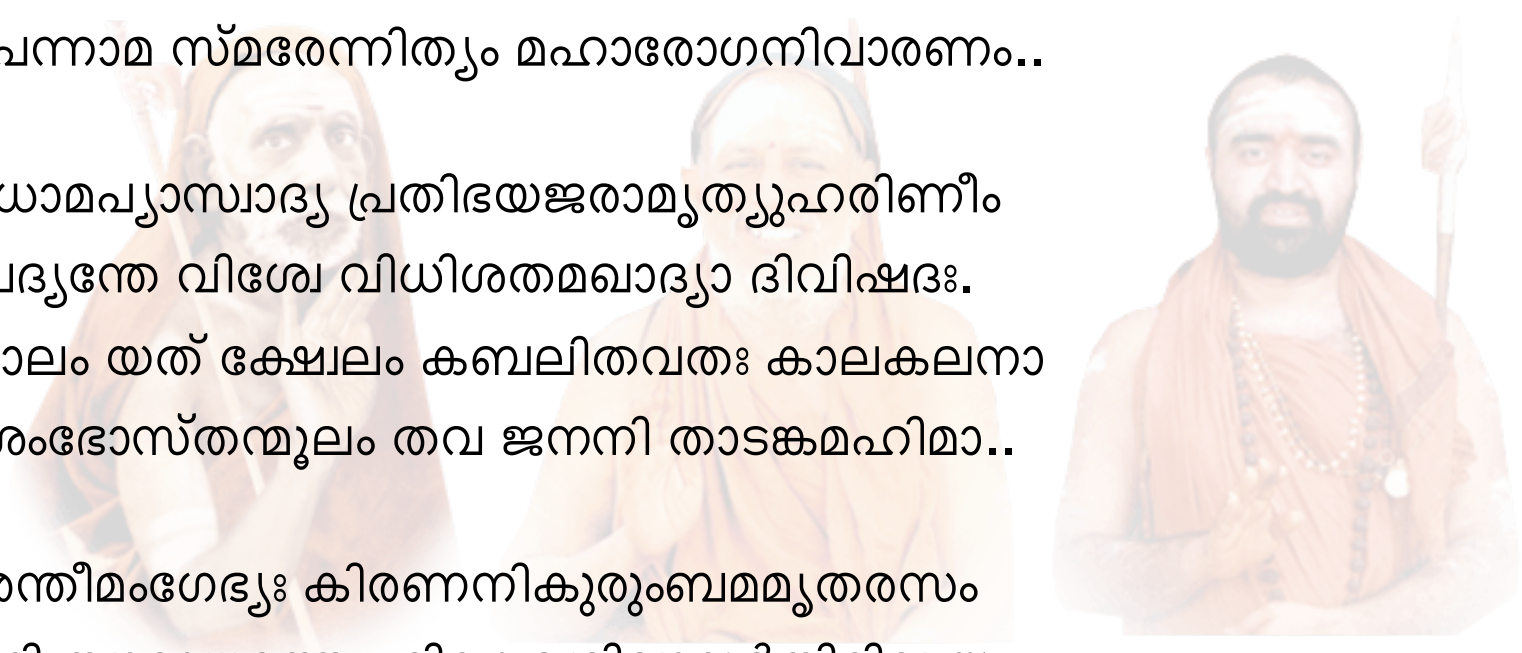 പന്നാമ സ്മരേന്നിത്യം മഹാരോഗനിവാരണം..
ധാമപ്യാസ്വാദ്യ പ്രതിഭയജരാമൃത്യുഹരിണീം
പദ്യന്തേ വിശ്വേ വിധിശതമഖാദ്യാ ദിവിഷദഃ.
ാലം യത് ക്ഷ്വേലം കബലിതവതഃ കാലകലനാ
ശംഭോസ്തന്മൂലം തവ ജനനി താടങ്കമഹിമാ..
രന്തീമംഗേഭ്യഃ കിരണനികുരുംബമമൃതരസം